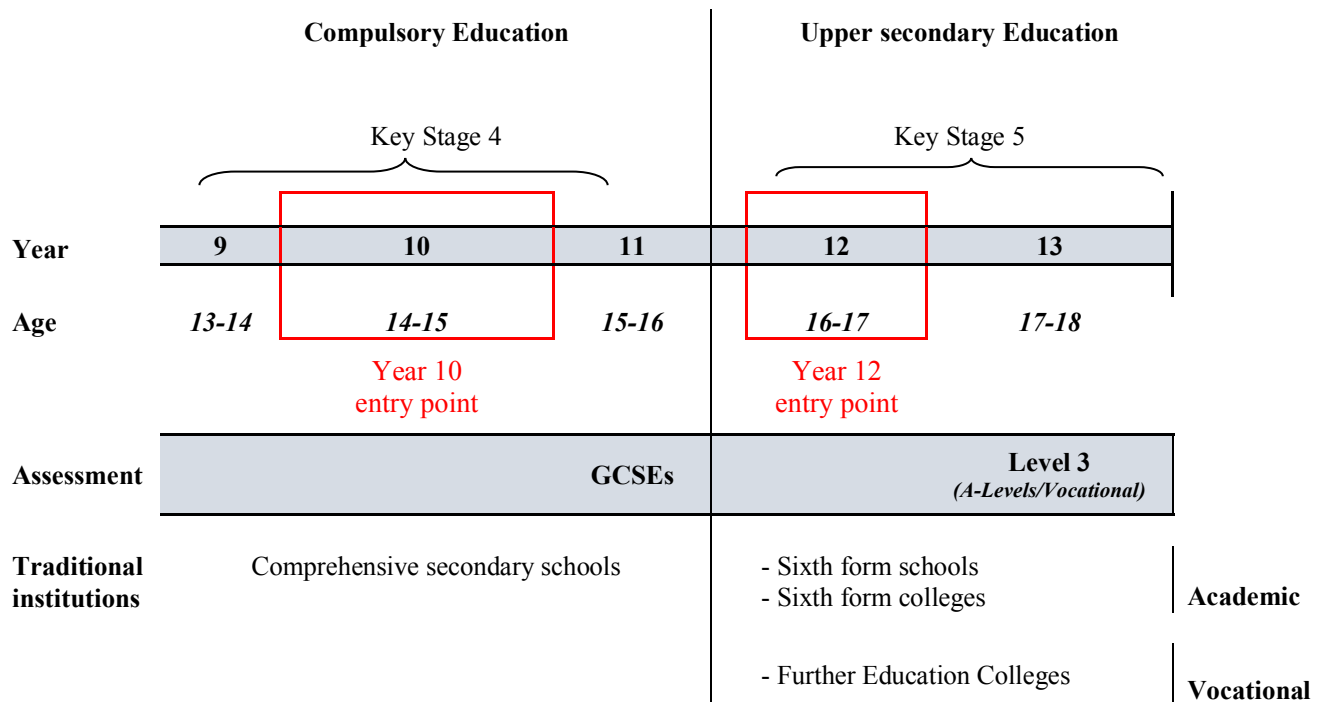 Compulsory Education
Upper secondary Education
Key Stage 4
Key Stage 5
Year 9 10 11 12 13
Age 13-14 14-15 15-16 16-17 17-18
Year 10
entry point
Year 12
entry point
Assessment GCSEs Level 3
(A-Levels/Vocational)
Traditional
institutions
Comprehensive secondary schools
- Sixth form schools
- Sixth form colleges
Academic
- Further Education Colleges
Vocational